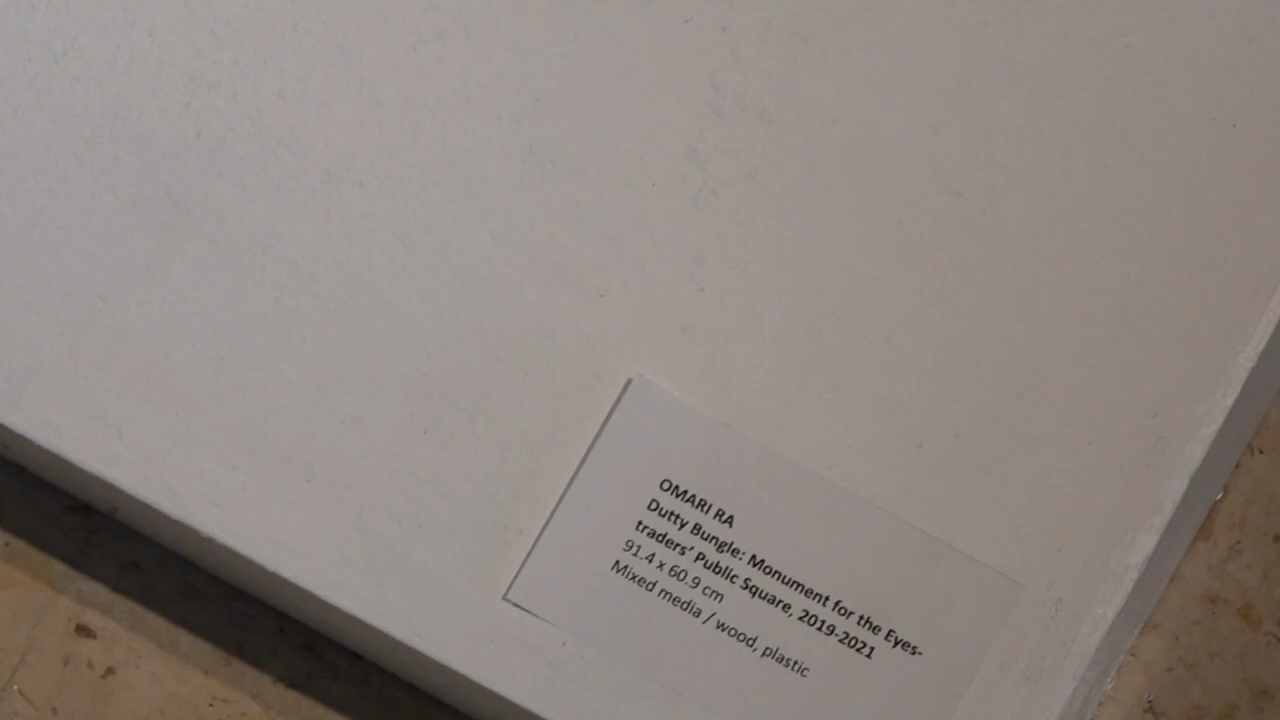 OMARI RA
Dutty Bungle: Monument for the Eyes-
traders' Public Square, 2019-2021
91.4 x 60.9 cm
Mixed media / wood, plastic